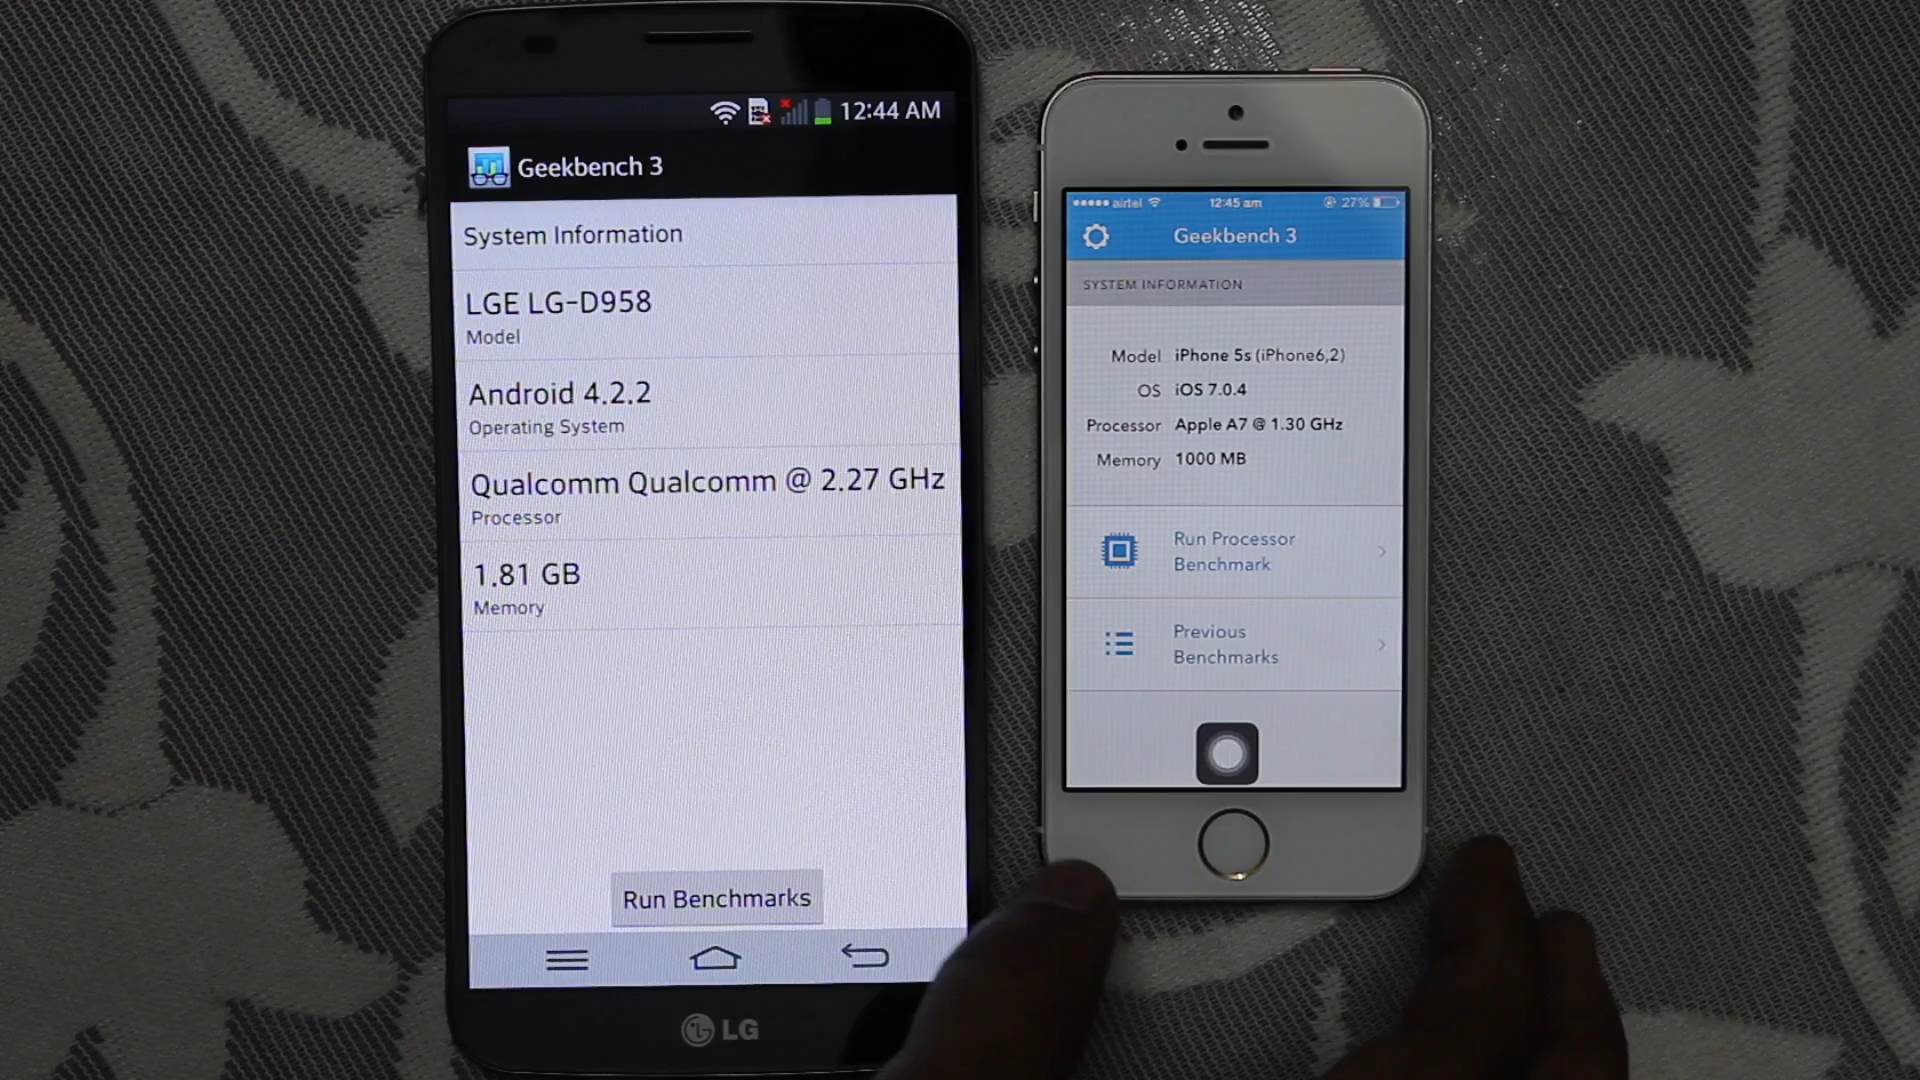 12:44 AM
Geekbench 3
System Information
LGE LG-D958
Model
Android 4.2.2
Operating System
Qualcomm Qualcomm @ 2.27 GHz
Processor
1.81 GB
Memory
Run Benchmarks
LG
airtel 12:45 am 27%
Geekbench 3
SYSTEM INFORMATION
Model iPhone 5s (iPhone6,2)
OS iOS 7.0.4
Processor Apple A7 @ 1.30 GHz
Memory 1000 MB
Run Processor
Benchmark
Previous
Benchmarks